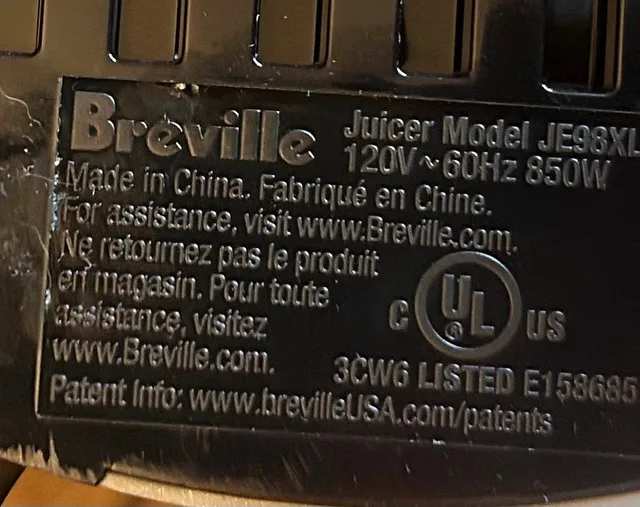 Breville
Juicer Model JE98XL
120V~60Hz 850W
Made in China. Fabriqué en Chine.
For assistance, visit www.Breville.com.
Ne retournez pas le produit
en magasin. Pour toute
assistance, visitez
www.Breville.com.
C UL® US
3CW6 LISTED E158685
Patent Info: www.brevilleUSA.com/patents